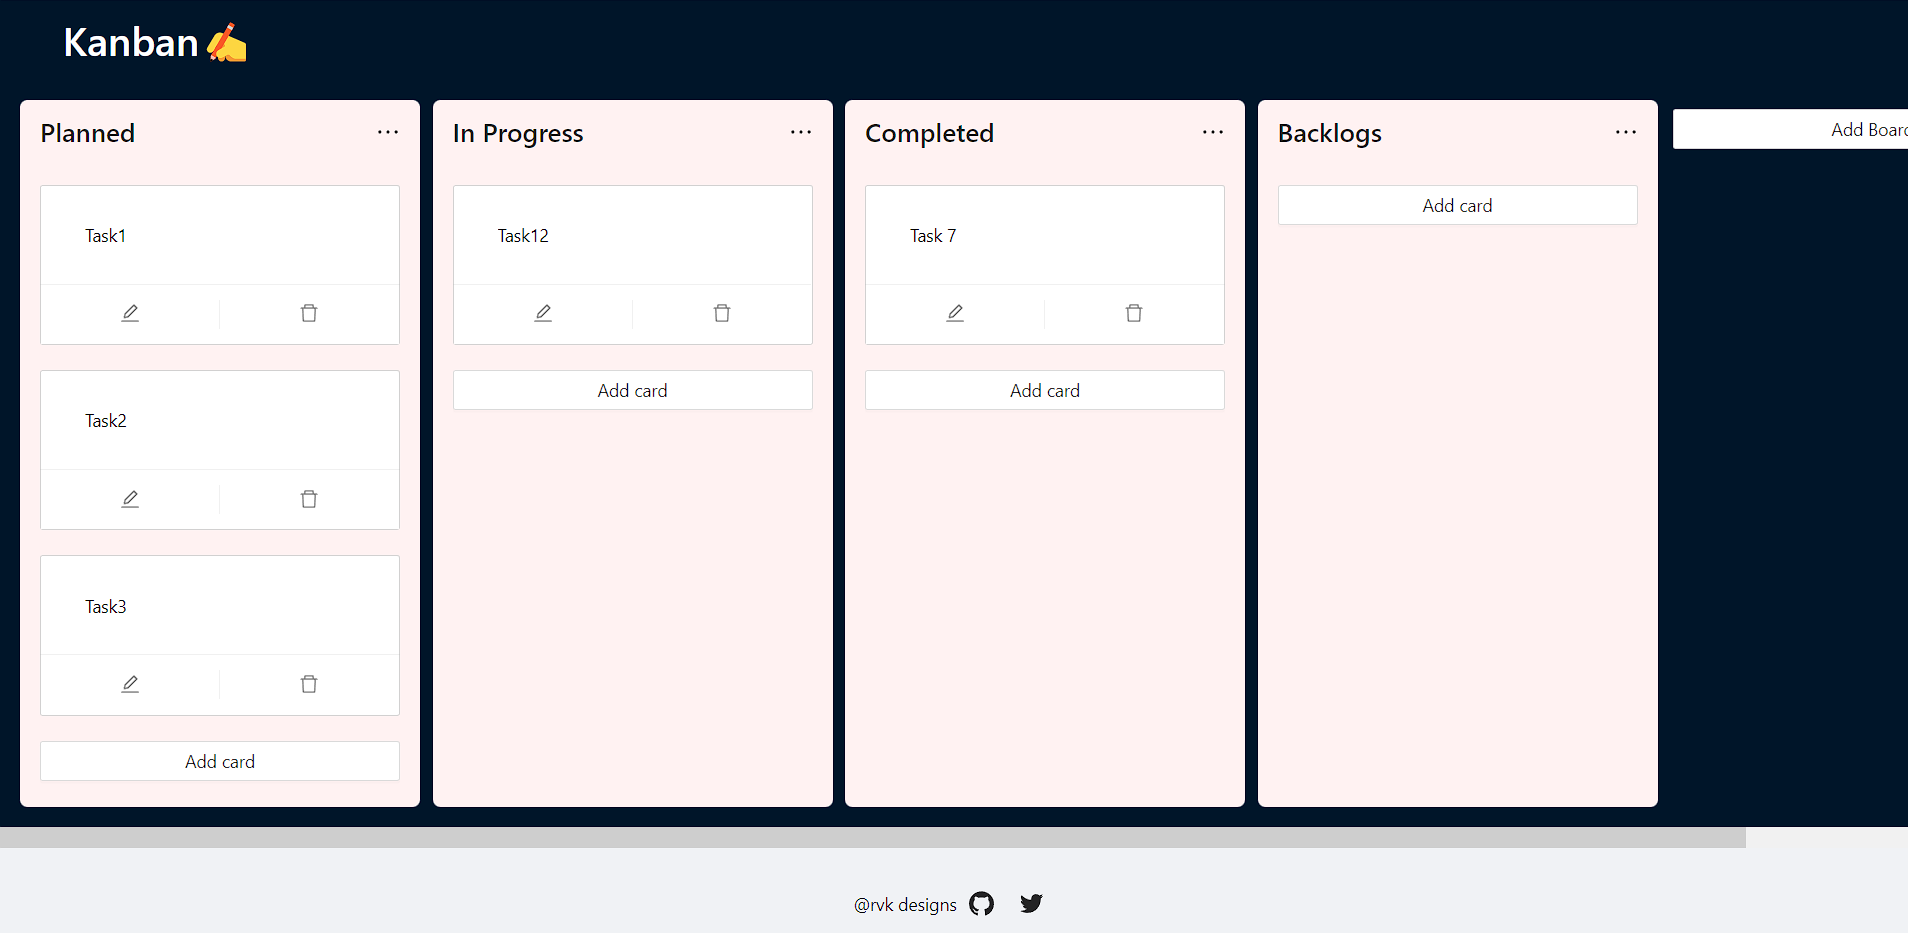 Kanban✍
Planned
Task1
Task2
Task3
Add card
In Progress
Task12
Add card
Completed
Task 7
Add card
Backlogs
Add card
Add Boar
@rvk designs